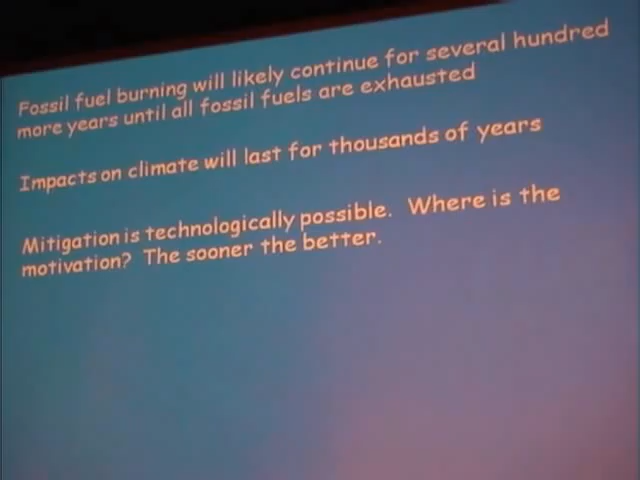 Fossil fuel burning will likely continue for several hundred
more years until all fossil fuels are exhausted
Impacts on climate will last for thousands of years
Mitigation is technologically possible. Where is the
motivation? The sooner the better.